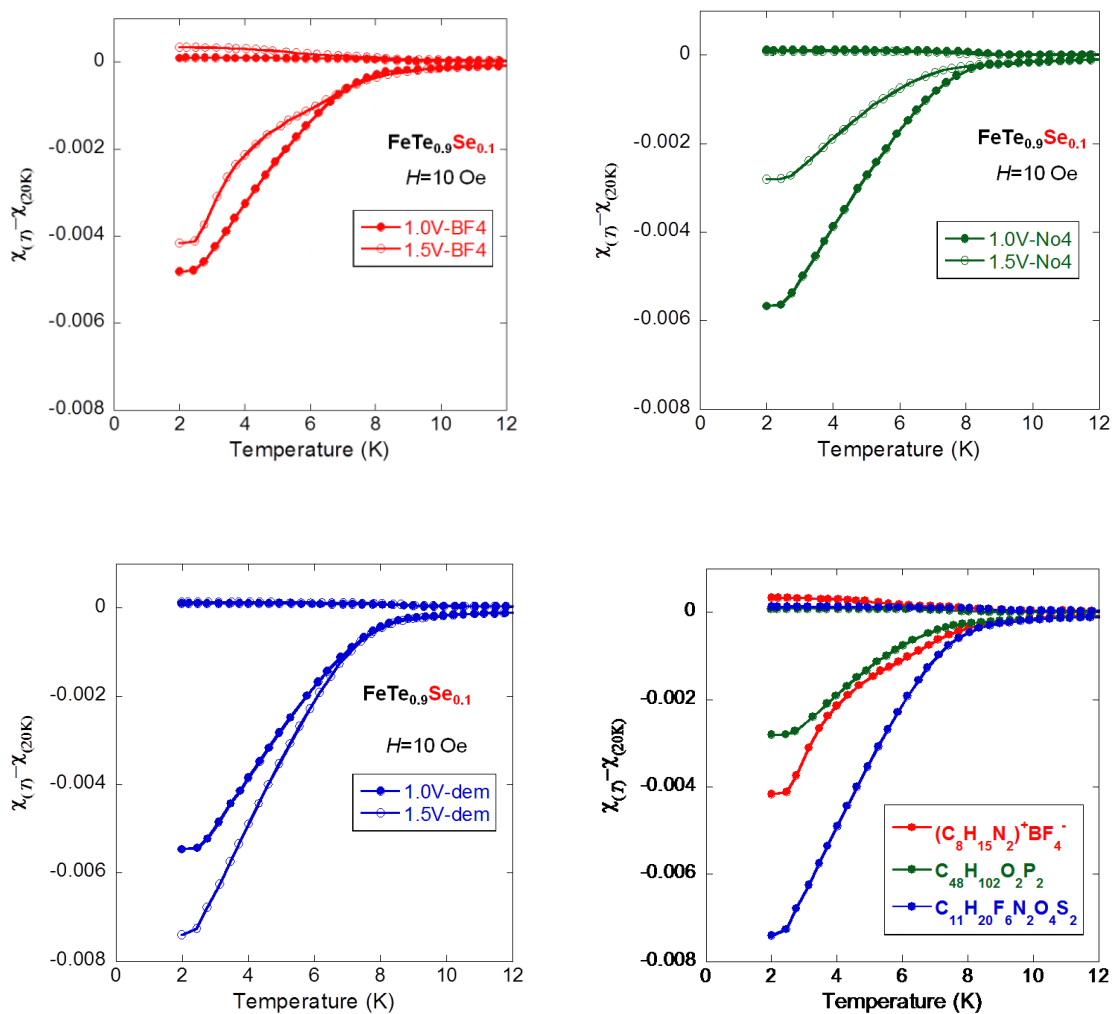 0
-0.002
-0.004
-0.006
-0.008
χ(T)−χ(20K)
FeTe0.9Se0.1
H=10 Oe
1.0V-BF4
1.5V-BF4
0 2 4 6 8 10 12
Temperature (K)
0
-0.002
-0.004
-0.006
-0.008
χ(T)−χ(20K)
FeTe0.9Se0.1
H=10 Oe
1.0V-No4
1.5V-No4
0 2 4 6 8 10 12
Temperature (K)
0
-0.002
-0.004
-0.006
-0.008
χ(T)−χ(20K)
FeTe0.9Se0.1
H=10 Oe
1.0V-dem
1.5V-dem
0 2 4 6 8 10 12
Temperature (K)
0
-0.002
-0.004
-0.006
-0.008
χ(T)−χ(20K)
(C8H15N2)+BF4-
C48H102O2P2
C11H20F6N2O4S2
0 2 4 6 8 10 12
Temperature (K)